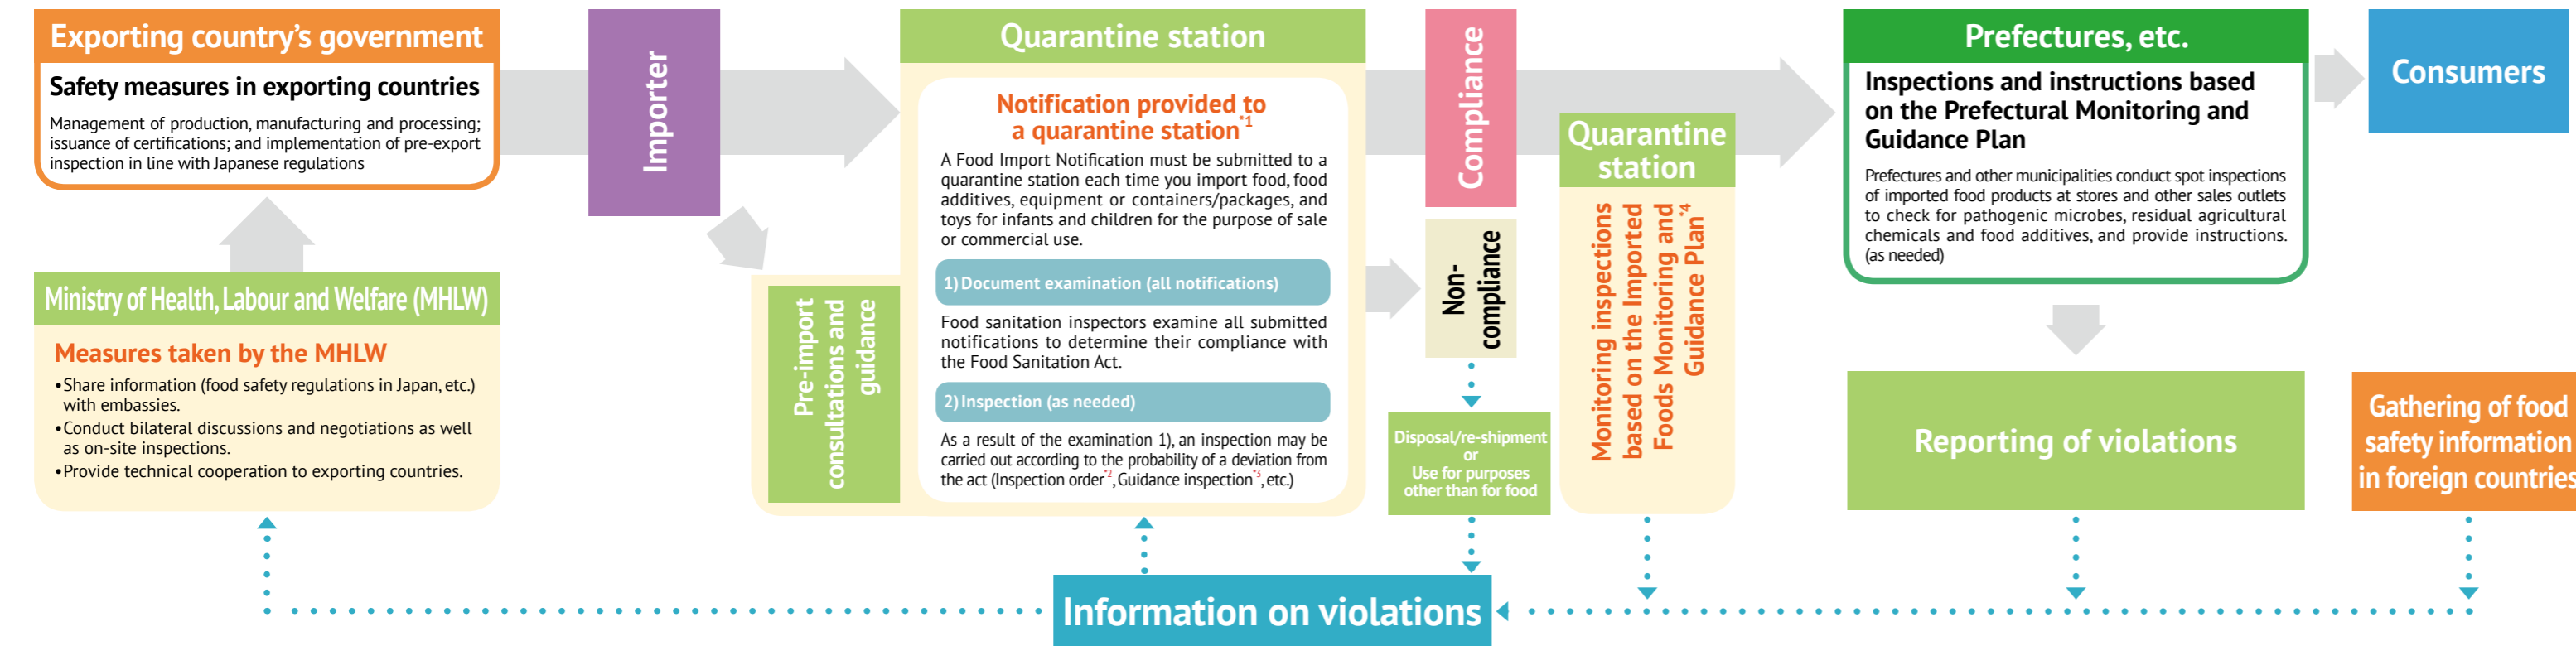 Exporting country's government
Safety measures in exporting countries
Management of production, manufacturing and processing;
issuance of certifications; and implementation of pre-export
inspection in line with Japanese regulations
Ministry of Health, Labour and Welfare (MHLW)
Measures taken by the MHLW
•Share information (food safety regulations in Japan, etc.)
with embassies.
•Conduct bilateral discussions and negotiations as well
as on-site inspections.
•Provide technical cooperation to exporting countries.
Importer
Pre-import
consultations and
guidance
Quarantine station
Notification provided to
a quarantine station*1
A Food Import Notification must be submitted to a
quarantine station each time you import food, food
additives, equipment or containers/packages, and
toys for infants and children for the purpose of sale
or commercial use.
1) Document examination (all notifications)
Food sanitation inspectors examine all submitted
notifications to determine their compliance with
the Food Sanitation Act.
2) Inspection (as needed)
As a result of the examination 1), an inspection may be
carried out according to the probability of a deviation from
the act (Inspection order*2, Guidance inspection*3, etc.)
Compliance
Non-
compliance
Disposal/re-shipment
or
Use for purposes
other than for food
Quarantine
station
Monitoring inspections
based on the Imported
Foods Monitoring and
Guidance Plan*4
Prefectures, etc.
Inspections and instructions based
on the Prefectural Monitoring and
Guidance Plan
Prefectures and other municipalities conduct spot inspections
of imported food products at stores and other sales outlets
to check for pathogenic microbes, residual agricultural
chemicals and food additives, and provide instructions.
(as needed)
Consumers
Reporting of violations
Gathering of food
safety information
in foreign countries
Information on violations